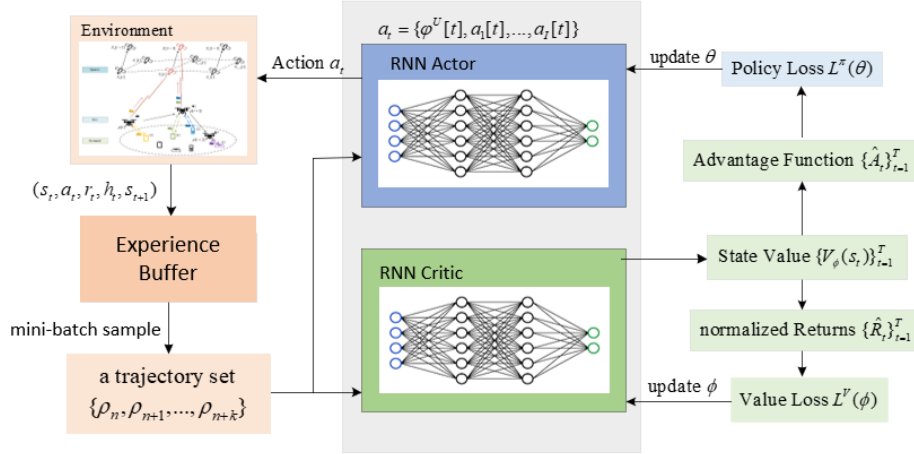 Environment
a_t = {φ^U[t], a_1[t],..., a_I[t]}
Action a_t
RNN Actor
update θ
Policy Loss L^π(θ)
Advantage Function {Â_t}_{t=1}^T
(s_t, a_t, r_t, h_t, s_{t+1})
Experience
Buffer
RNN Critic
State Value {V_ϕ(s_t)}_{t=1}^T
normalized Returns {R̂_t}_{t=1}^T
mini-batch sample
a trajectory set
{ρ_n, ρ_{n+1},..., ρ_{n+k}}
update ϕ
Value Loss L^V(ϕ)